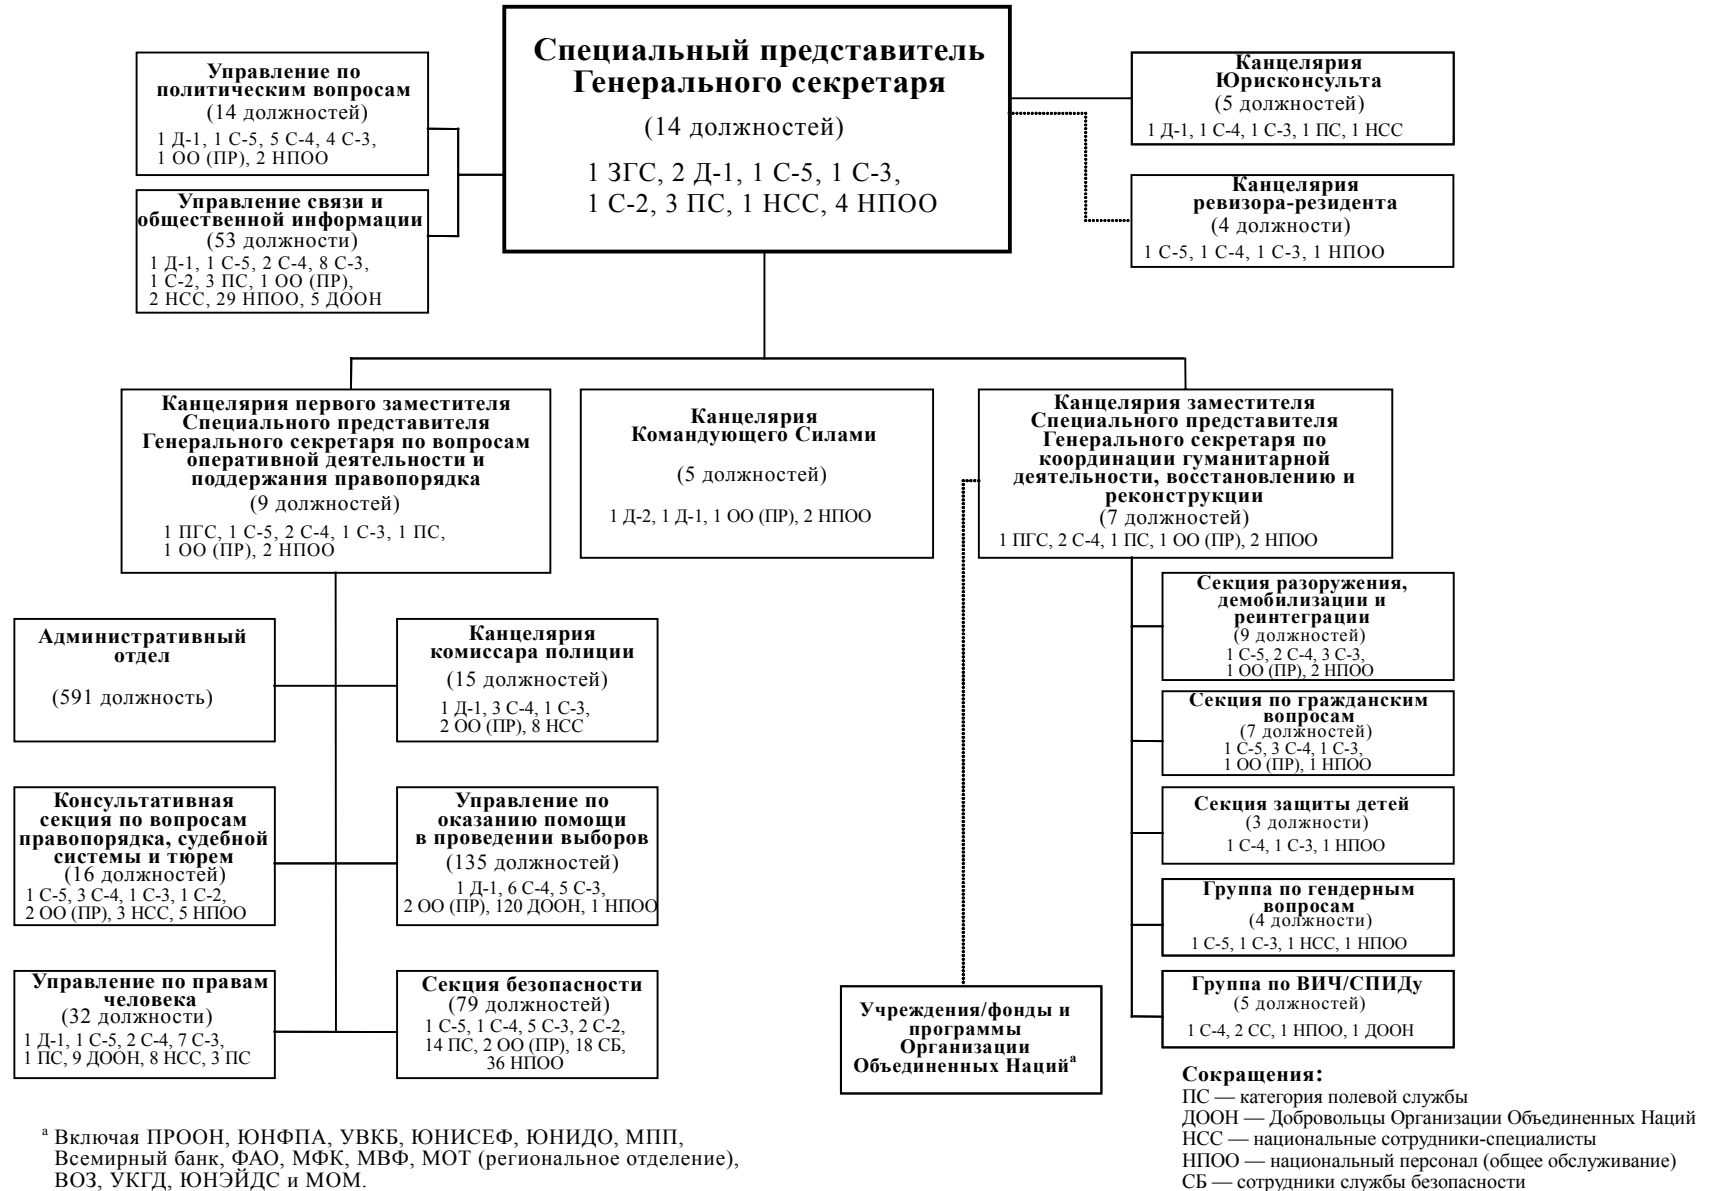 Специальный представитель
Генерального секретаря
(14 должностей)
1 ЗГС, 2 Д-1, 1 С-5, 1 С-3,
1 С-2, 3 ПС, 1 НСС, 4 НПОО
Управление по
политическим вопросам
(14 должностей)
1 Д-1, 1 С-5, 5 С-4, 4 С-3,
1 ОО (ПР), 2 НПОО
Управление связи и
общественной информации
(53 должности)
1 Д-1, 1 С-5, 2 С-4, 8 С-3,
1 С-2, 3 ПС, 1 ОО (ПР),
2 НСС, 29 НПОО, 5 ДООН
Канцелярия
Юрисконсульта
(5 должностей)
1 Д-1, 1 С-4, 1 С-3, 1 ПС, 1 НСС
Канцелярия
ревизора-резидента
(4 должности)
1 С-5, 1 С-4, 1 С-3, 1 НПОО
Канцелярия первого заместителя
Специального представителя
Генерального секретаря по вопросам
оперативной деятельности и
поддержания правопорядка
(9 должностей)
1 ПГС, 1 С-5, 2 С-4, 1 С-3, 1 ПС,
1 ОО (ПР), 2 НПОО
Канцелярия
Командующего Силами
(5 должностей)
1 Д-2, 1 Д-1, 1 ОО (ПР), 2 НПОО
Канцелярия заместителя
Специального представителя
Генерального секретаря по
координации гуманитарной
деятельности, восстановлению и
реконструкции
(7 должностей)
1 ПГС, 2 С-4, 1 ПС, 1 ОО (ПР), 2 НПОО
Административный
отдел
(591 должность)
Канцелярия
комиссара полиции
(15 должностей)
1 Д-1, 3 С-4, 1 С-3,
2 ОО (ПР), 8 НСС
Консультативная
секция по вопросам
правопорядка, судебной
системы и тюрем
(16 должностей)
1 С-5, 3 С-4, 1 С-3, 1 С-2,
2 ОО (ПР), 3 НСС, 5 НПОО
Управление по
оказанию помощи
в проведении выборов
(135 должностей)
1 Д-1, 6 С-4, 5 С-3,
2 ОО (ПР), 120 ДООН, 1 НПОО
Управление по правам
человека
(32 должности)
1 Д-1, 1 С-5, 2 С-4, 7 С-3,
1 ПС, 9 ДООН, 8 НСС, 3 ПС
Секция безопасности
(79 должностей)
1 С-5, 1 С-4, 5 С-3, 2 С-2,
14 ПС, 2 ОО (ПР), 18 СБ,
36 НПОО
Секция разоружения,
демобилизации и
реинтеграции
(9 должностей)
1 С-5, 2 С-4, 3 С-3,
1 ОО (ПР), 2 НПОО
Секция по гражданским
вопросам
(7 должностей)
1 С-5, 3 С-4, 1 С-3,
1 ОО (ПР), 1 НПОО
Секция защиты детей
(3 должности)
1 С-4, 1 С-3, 1 НПОО
Группа по гендерным
вопросам
(4 должности)
1 С-5, 1 С-3, 1 НСС, 1 НПОО
Группа по ВИЧ/СПИДу
(5 должностей)
1 С-4, 2 СС, 1 НПОО, 1 ДООН
Учреждения/фонды и
программы
Организации
Объединенных Наций<sup>a</sup>
<sup>a</sup> Включая ПРООН, ЮНФПА, УВКБ, ЮНИСЕФ, ЮНИДО, МПП,
Всемирный банк, ФАО, МФК, МВФ, МОТ (региональное отделение),
ВОЗ, УКГД, ЮНЭЙДС и МОМ.
Сокращения:
ПС — категория полевой службы
ДООН — Добровольцы Организации Объединенных Наций
НСС — национальные сотрудники-специалисты
НПОО — национальный персонал (общее обслуживание)
СБ — сотрудники службы безопасности